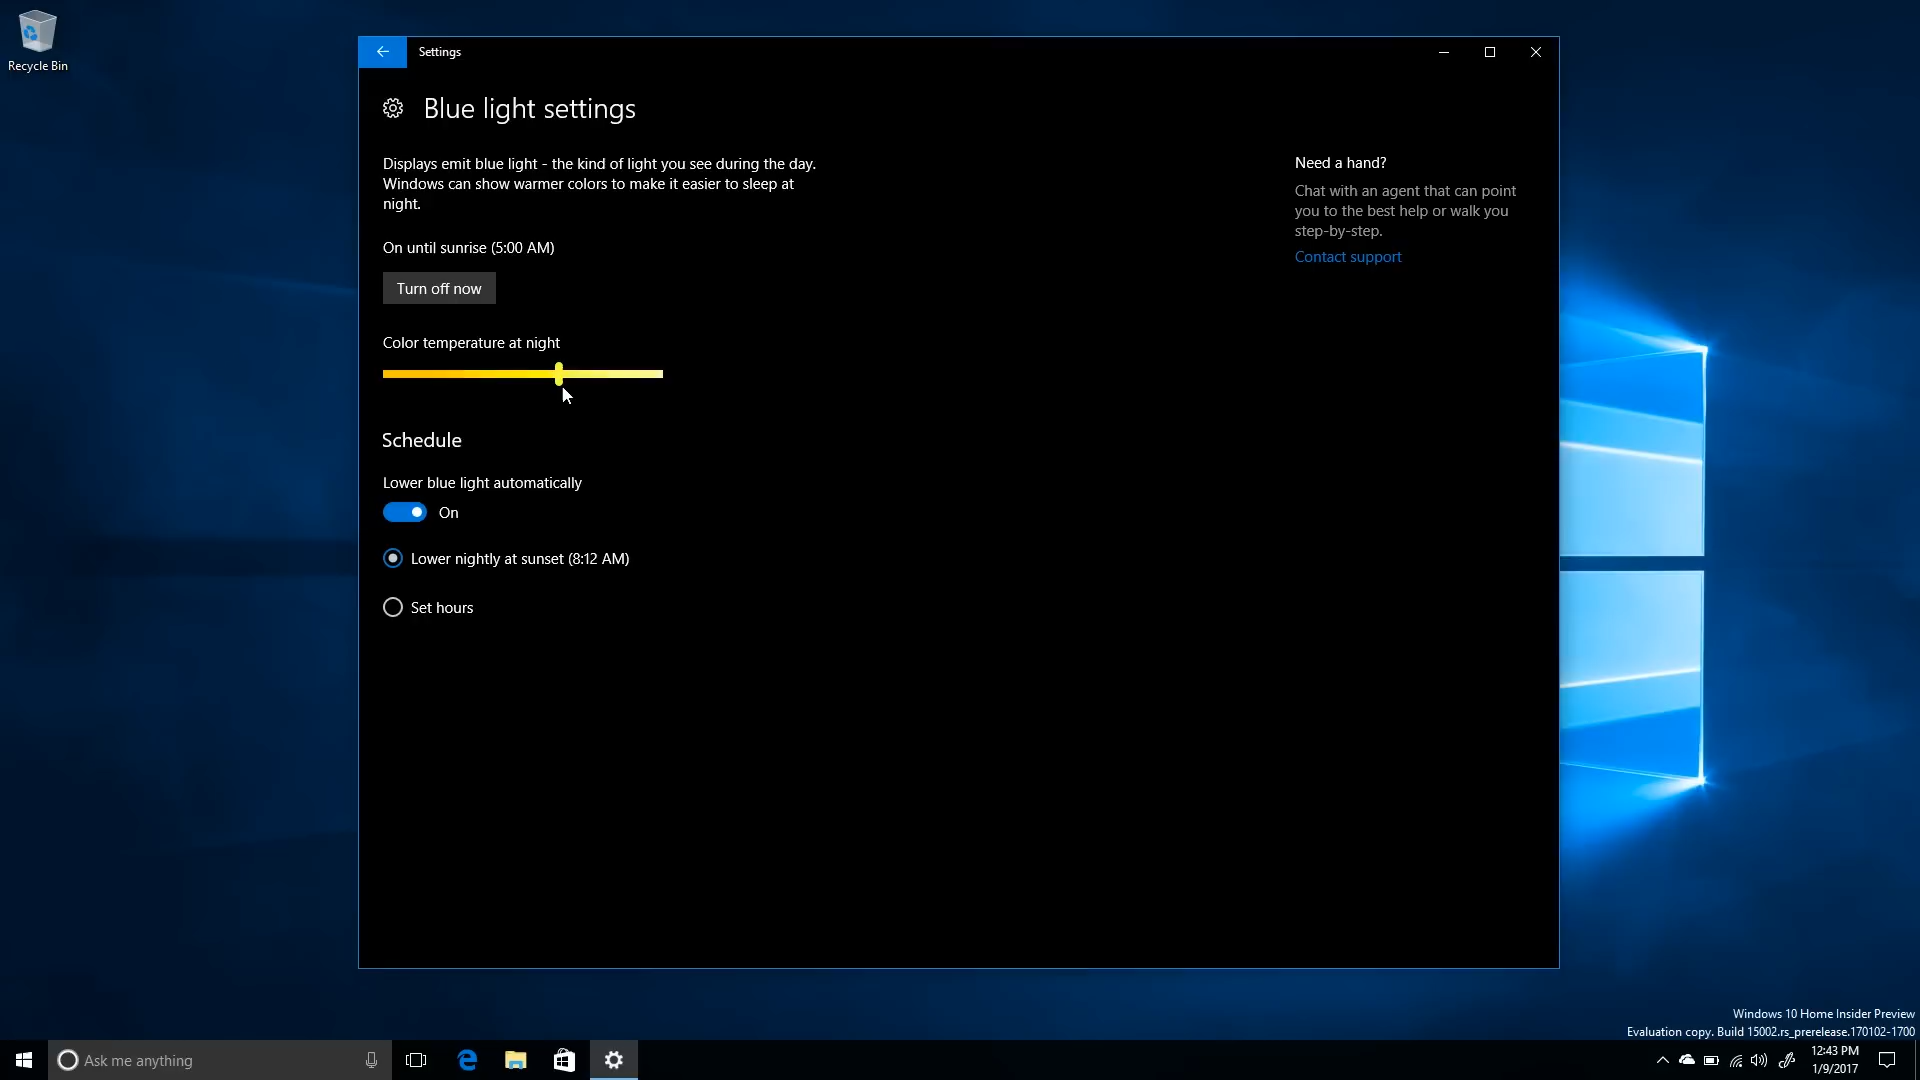 Recycle Bin
Settings
Blue light settings
Displays emit blue light - the kind of light you see during the day.
Windows can show warmer colors to make it easier to sleep at
night.
On until sunrise (5:00 AM)
Turn off now
Color temperature at night
Schedule
Lower blue light automatically
On
Lower nightly at sunset (8:12 AM)
Set hours
Need a hand?
Chat with an agent that can point
you to the best help or walk you
step-by-step.
Contact support
Windows 10 Home Insider Preview
Evaluation copy. Build 15002.rs_prerelease.170102-1700
Ask me anything
12:43 PM
1/9/2017